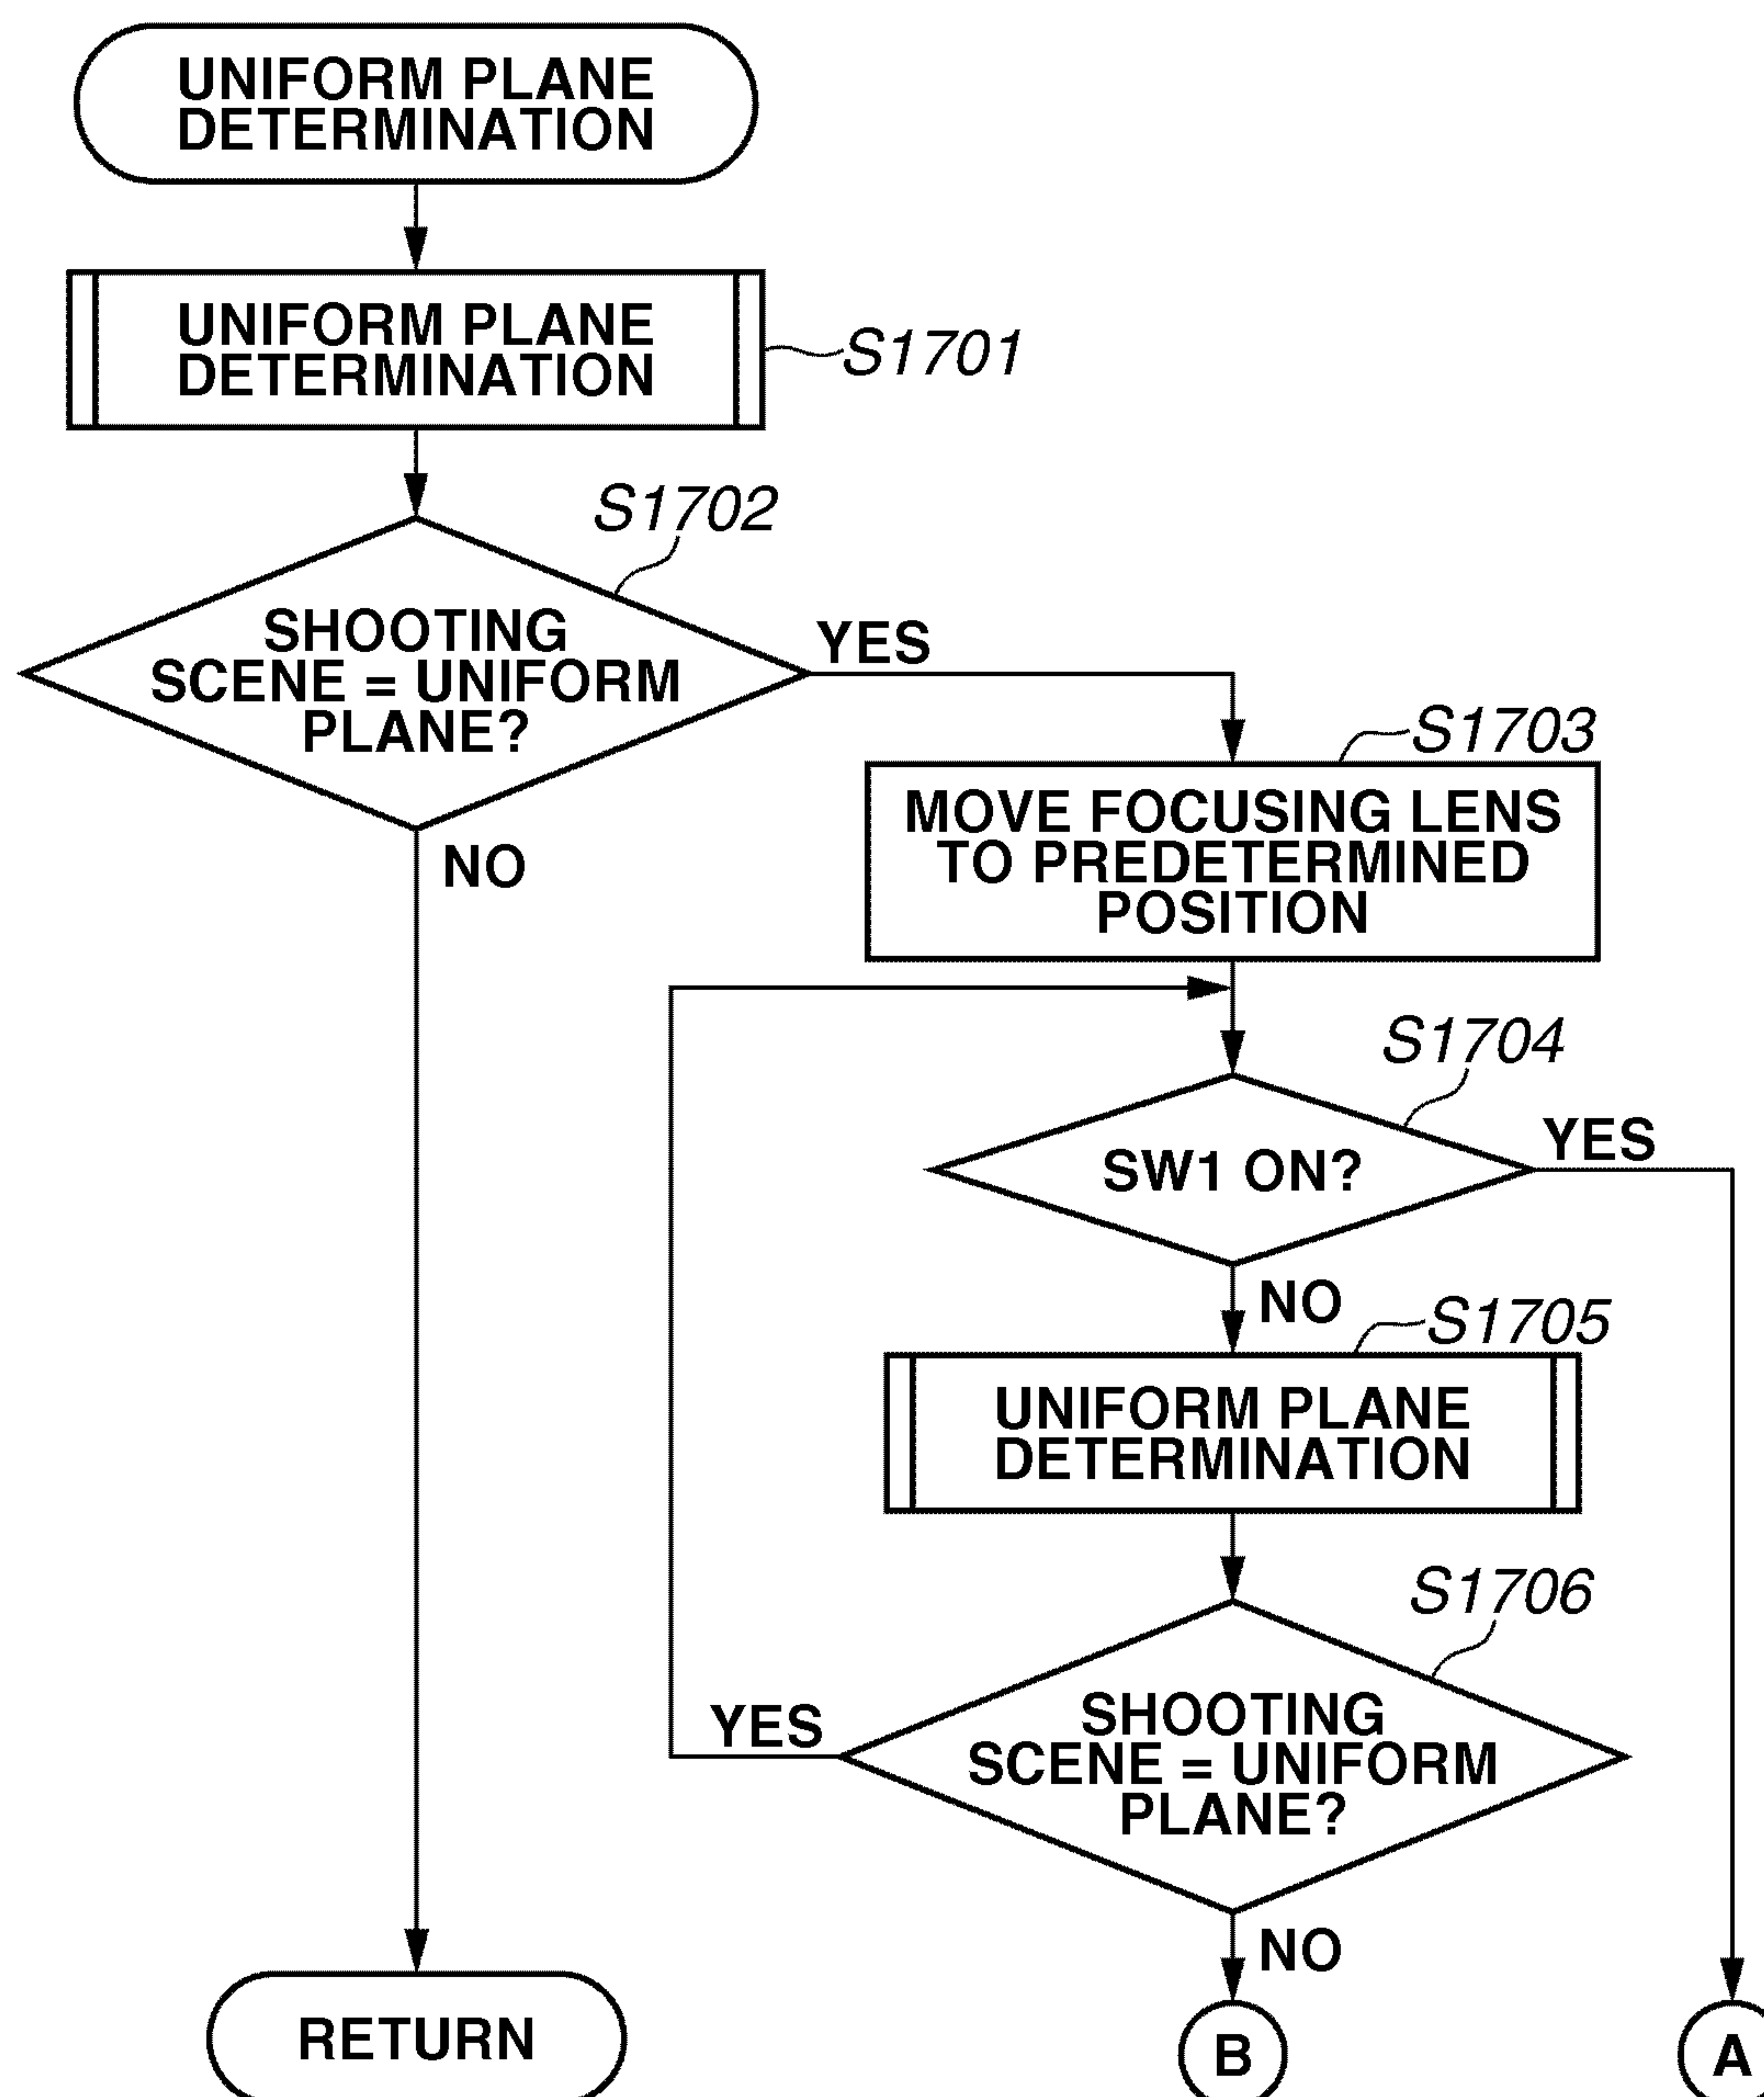 UNIFORM PLANE
DETERMINATION
UNIFORM PLANE
DETERMINATION
S1701
S1702
SHOOTING
SCENE = UNIFORM
PLANE?
YES
NO
S1703
MOVE FOCUSING LENS
TO PREDETERMINED
POSITION
S1704
SW1 ON?
YES
NO
S1705
UNIFORM PLANE
DETERMINATION
S1706
SHOOTING
SCENE = UNIFORM
PLANE?
YES
NO
RETURN
B
A